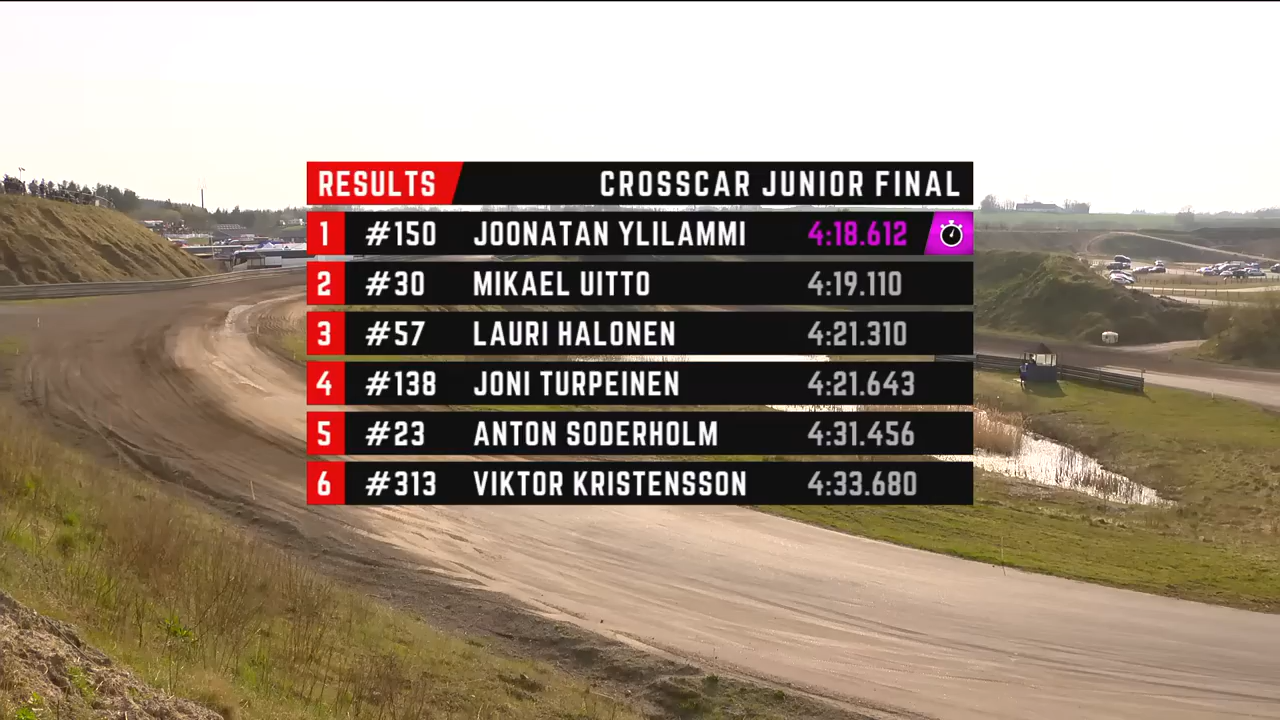 RESULTS CROSSCAR JUNIOR FINAL
1 #150 JOONATAN YLILAMMI 4:18.612
2 #30 MIKAEL UITTO 4:19.110
3 #57 LAURI HALONEN 4:21.310
4 #138 JONI TURPEINEN 4:21.643
5 #23 ANTON SODERHOLM 4:31.456
6 #313 VIKTOR KRISTENSSON 4:33.680